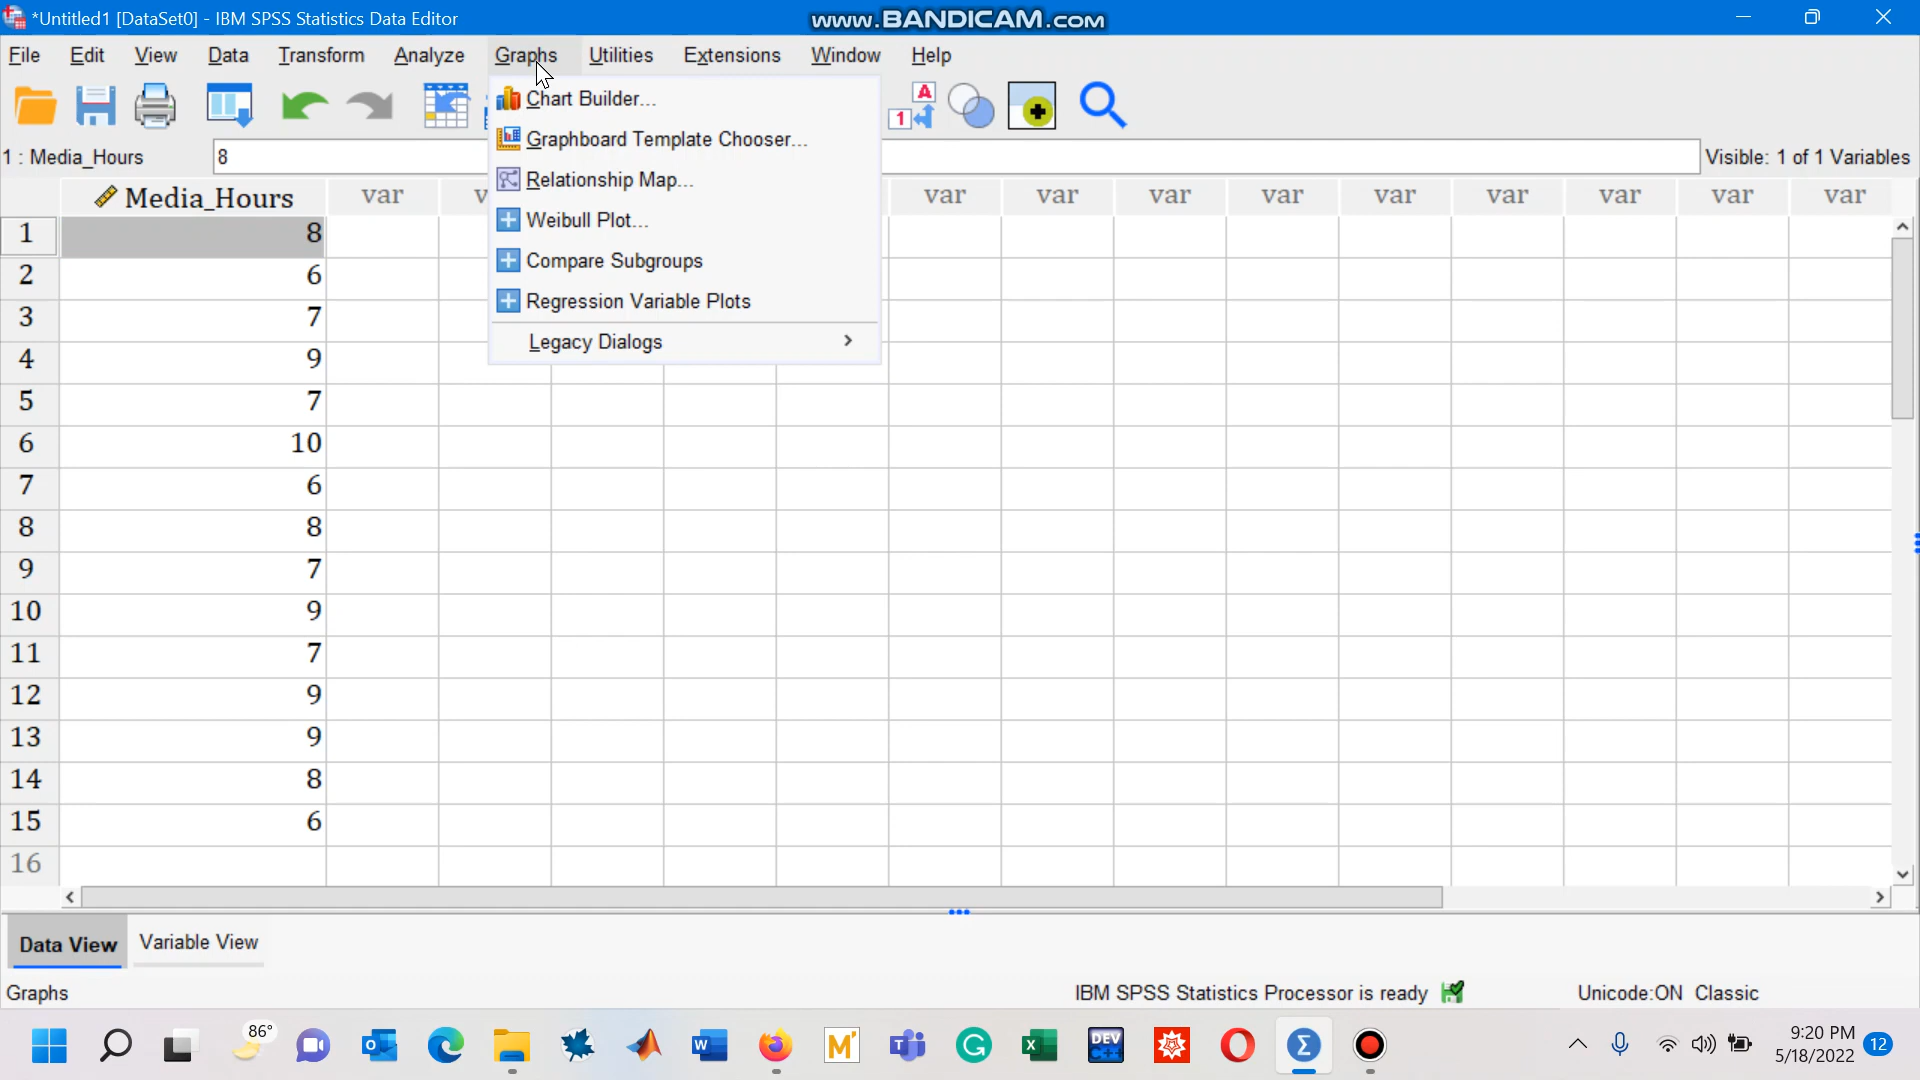 *Untitled1 [DataSet0] - IBM SPSS Statistics Data Editor
www.BANDICAM.com
File Edit View Data Transform Analyze Graphs Utilities Extensions Window Help
Chart Builder...
Graphboard Template Chooser...
Relationship Map...
Weibull Plot...
Compare Subgroups
Regression Variable Plots
Legacy Dialogs
1 A
1 : Media_Hours 8 Visible: 1 of 1 Variables
Media_Hours var v var var var var var var var var var
1 8
2 6
3 7
4 9
5 7
6 10
7 6
8 8
9 7
10 9
11 7
12 9
13 9
14 8
15 6
16
Data View Variable View
Graphs IBM SPSS Statistics Processor is ready Unicode:ON Classic
86° O W M' T G X DEV C++ Σ
9:20 PM
5/18/2022 12